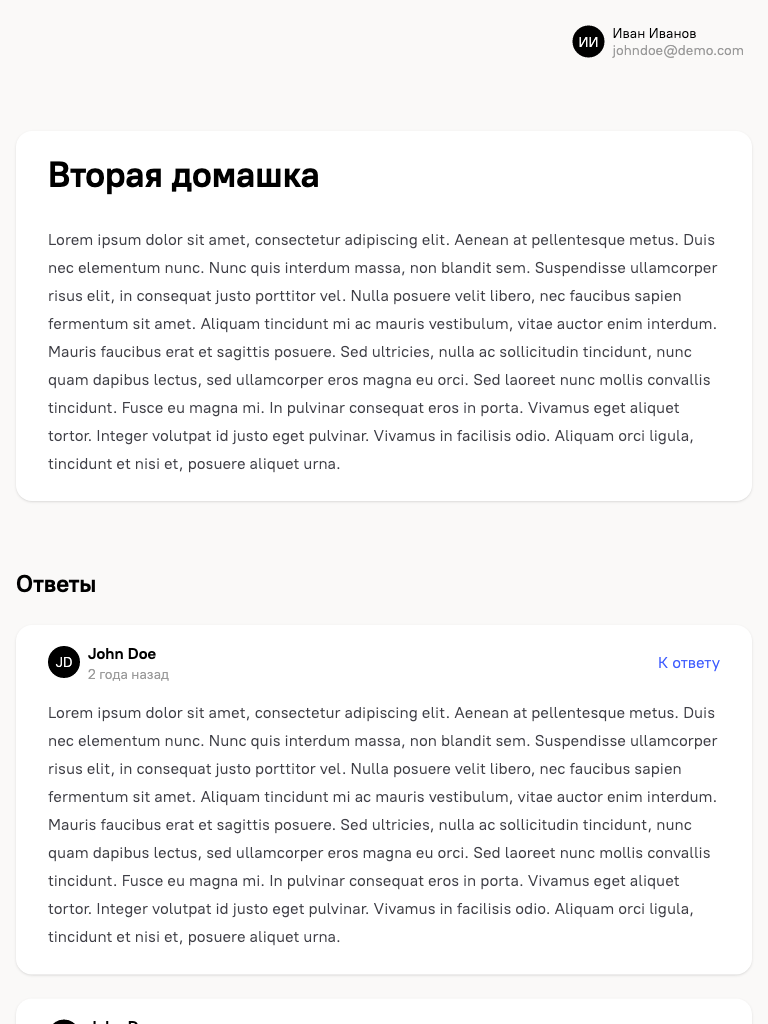 ИИ
Иван Иванов
johndoe@demo.com
Вторая домашка
Lorem ipsum dolor sit amet, consectetur adipiscing elit. Aenean at pellentesque metus. Duis
nec elementum nunc. Nunc quis interdum massa, non blandit sem. Suspendisse ullamcorper
risus elit, in consequat justo porttitor vel. Nulla posuere velit libero, nec faucibus sapien
fermentum sit amet. Aliquam tincidunt mi ac mauris vestibulum, vitae auctor enim interdum.
Mauris faucibus erat et sagittis posuere. Sed ultricies, nulla ac sollicitudin tincidunt, nunc
quam dapibus lectus, sed ullamcorper eros magna eu orci. Sed laoreet nunc mollis convallis
tincidunt. Fusce eu magna mi. In pulvinar consequat eros in porta. Vivamus eget aliquet
tortor. Integer volutpat id justo eget pulvinar. Vivamus in facilisis odio. Aliquam orci ligula,
tincidunt et nisi et, posuere aliquet urna.
Ответы
JD
John Doe
2 года назад
К ответу
Lorem ipsum dolor sit amet, consectetur adipiscing elit. Aenean at pellentesque metus. Duis
nec elementum nunc. Nunc quis interdum massa, non blandit sem. Suspendisse ullamcorper
risus elit, in consequat justo porttitor vel. Nulla posuere velit libero, nec faucibus sapien
fermentum sit amet. Aliquam tincidunt mi ac mauris vestibulum, vitae auctor enim interdum.
Mauris faucibus erat et sagittis posuere. Sed ultricies, nulla ac sollicitudin tincidunt, nunc
quam dapibus lectus, sed ullamcorper eros magna eu orci. Sed laoreet nunc mollis convallis
tincidunt. Fusce eu magna mi. In pulvinar consequat eros in porta. Vivamus eget aliquet
tortor. Integer volutpat id justo eget pulvinar. Vivamus in facilisis odio. Aliquam orci ligula,
tincidunt et nisi et, posuere aliquet urna.